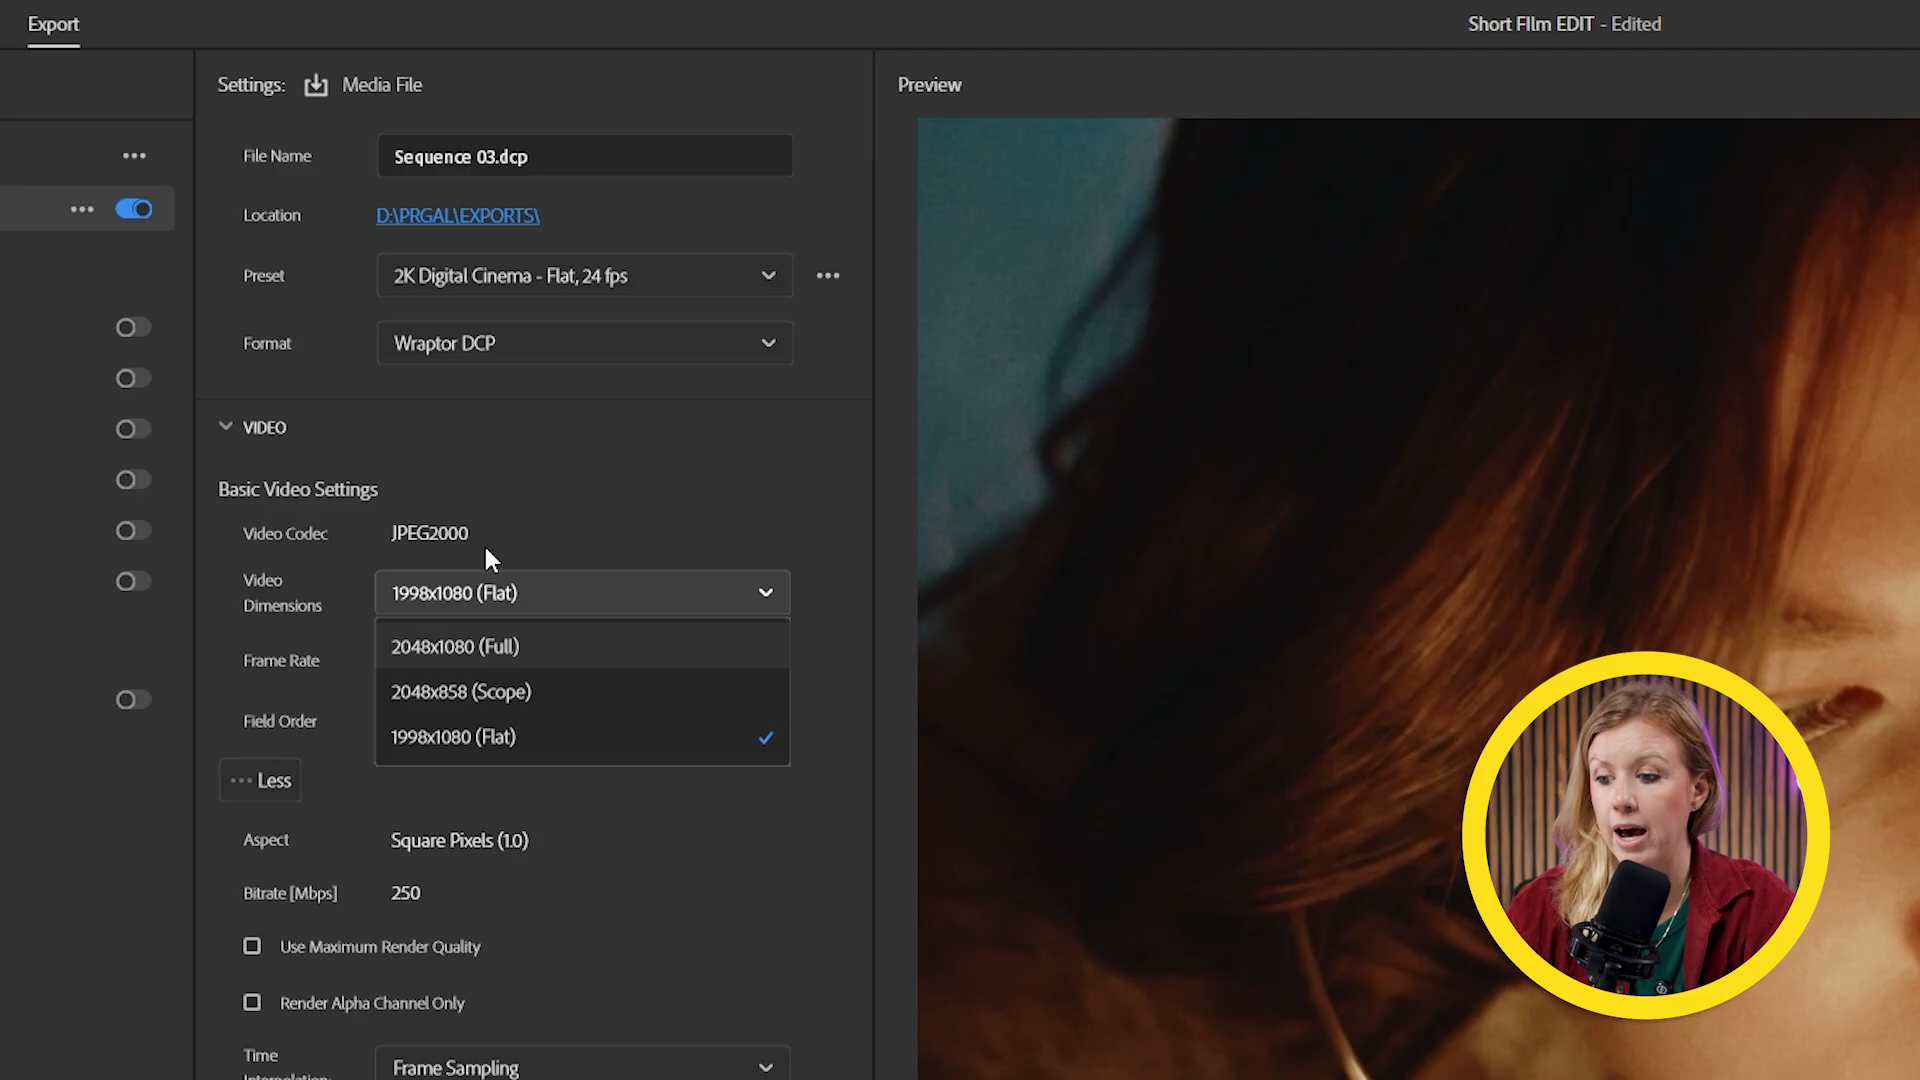 Export
Short FIlm EDIT - Edited
Settings: Media File
Preview
File Name Sequence 03.dcp
Location D:\PRGAL\EXPORTS\
Preset 2K Digital Cinema - Flat, 24 fps
Format Wraptor DCP
VIDEO
Basic Video Settings
Video Codec JPEG2000
Video
Dimensions
1998x1080 (Flat)
2048x1080 (Full)
Frame Rate
2048x858 (Scope)
Field Order
1998x1080 (Flat)
Less
Aspect Square Pixels (1.0)
Bitrate [Mbps] 250
Use Maximum Render Quality
Render Alpha Channel Only
Time
Interpolation:
Frame Sampling